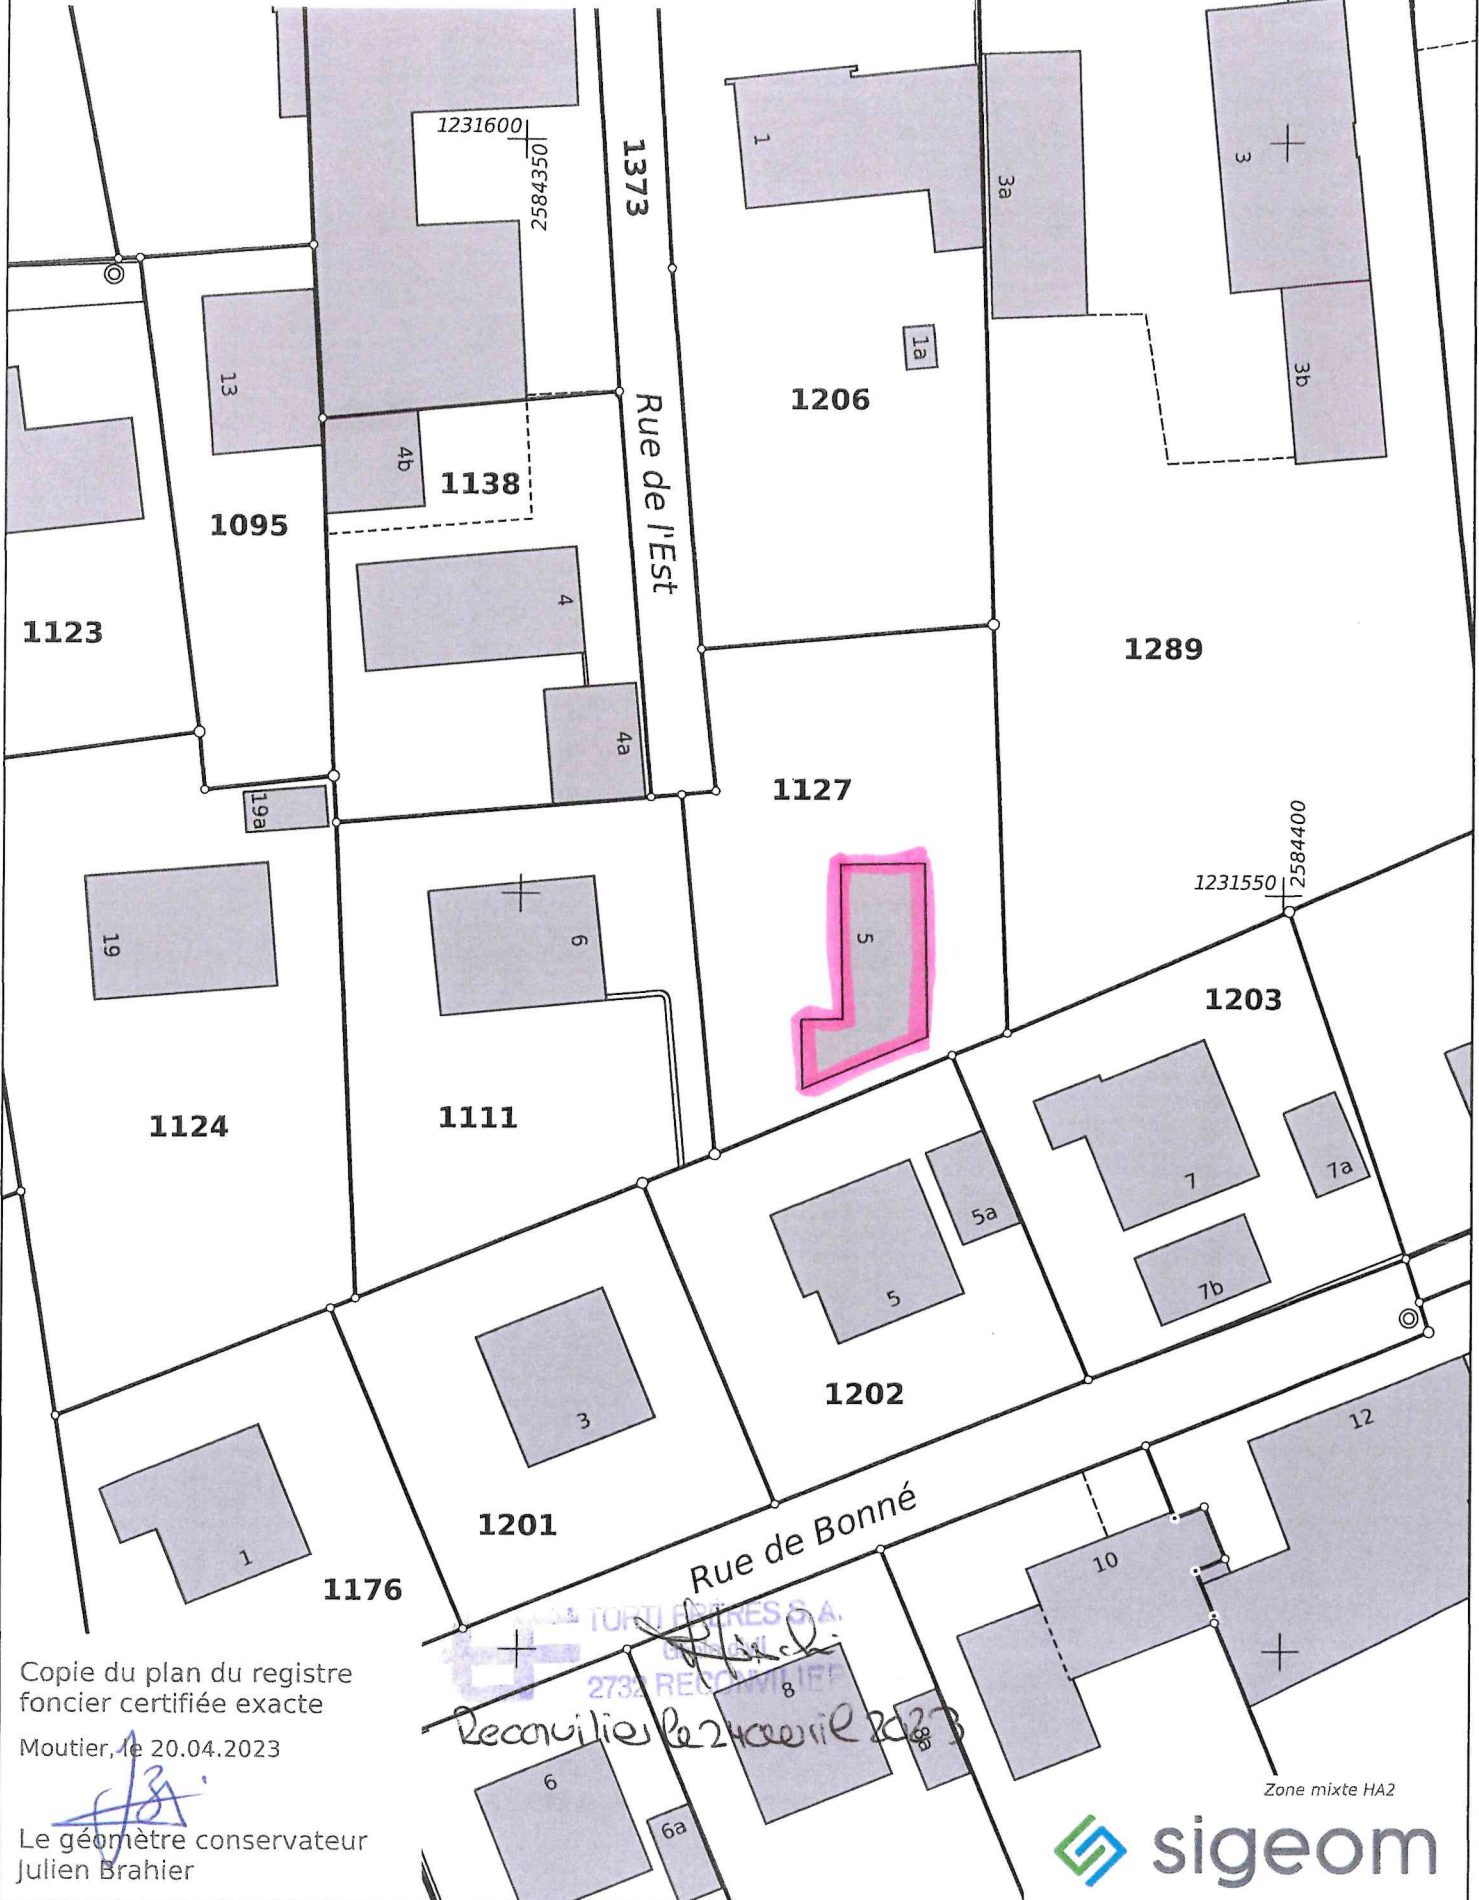 1231600
2584350
1373
1
3a
3
1a
3b
13
4b
1206
1138
1095
Rue de l'Est
4
1123
1289
4a
1127
19a
2584400
1231550
5
19
6
1203
1124
1111
7
7a
5a
7b
5
3
1202
12
1
1201
10
1176
Rue de Bonné
TORTI FRÈRES S.A.
Génie civil
2732 RECONVILIER
8
Reconvilier le 24 avril 2023
8a
6
6a
Copie du plan du registre
foncier certifiée exacte
Moutier, le 20.04.2023
Le géomètre conservateur
Julien Brahier
Zone mixte HA2
sigeom